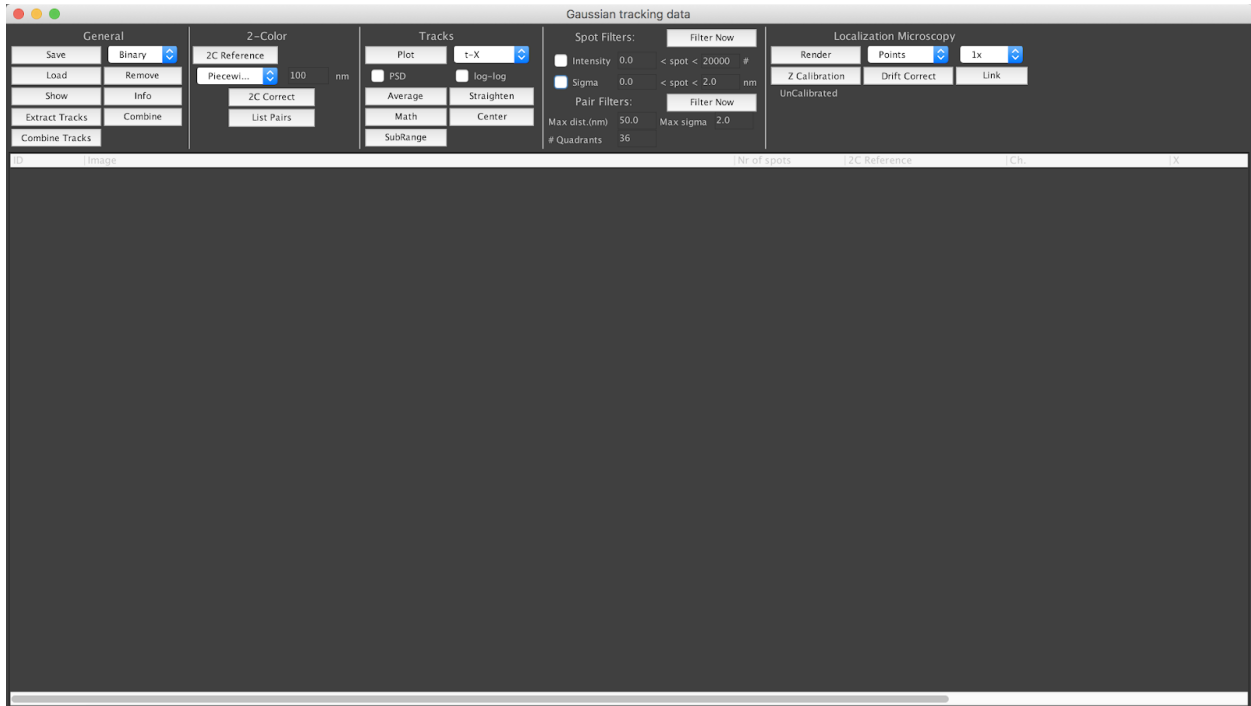 Gaussian tracking data
General
Save Binary
Load Remove
Show Info
Extract Tracks Combine
Combine Tracks
2-Color
2C Reference
Piecewi... 100 nm
2C Correct
List Pairs
Tracks
Plot t-X
PSD log-log
Average Straighten
Math Center
SubRange
Spot Filters: Filter Now
Intensity 0.0 < spot < 20000 #
Sigma 0.0 < spot < 2.0 nm
Pair Filters: Filter Now
Max dist.(nm) 50.0 Max sigma 2.0
# Quadrants 36
Localization Microscopy
Render Points 1x
Z Calibration Drift Correct Link
UnCalibrated
ID Image Nr of spots 2C Reference Ch. X